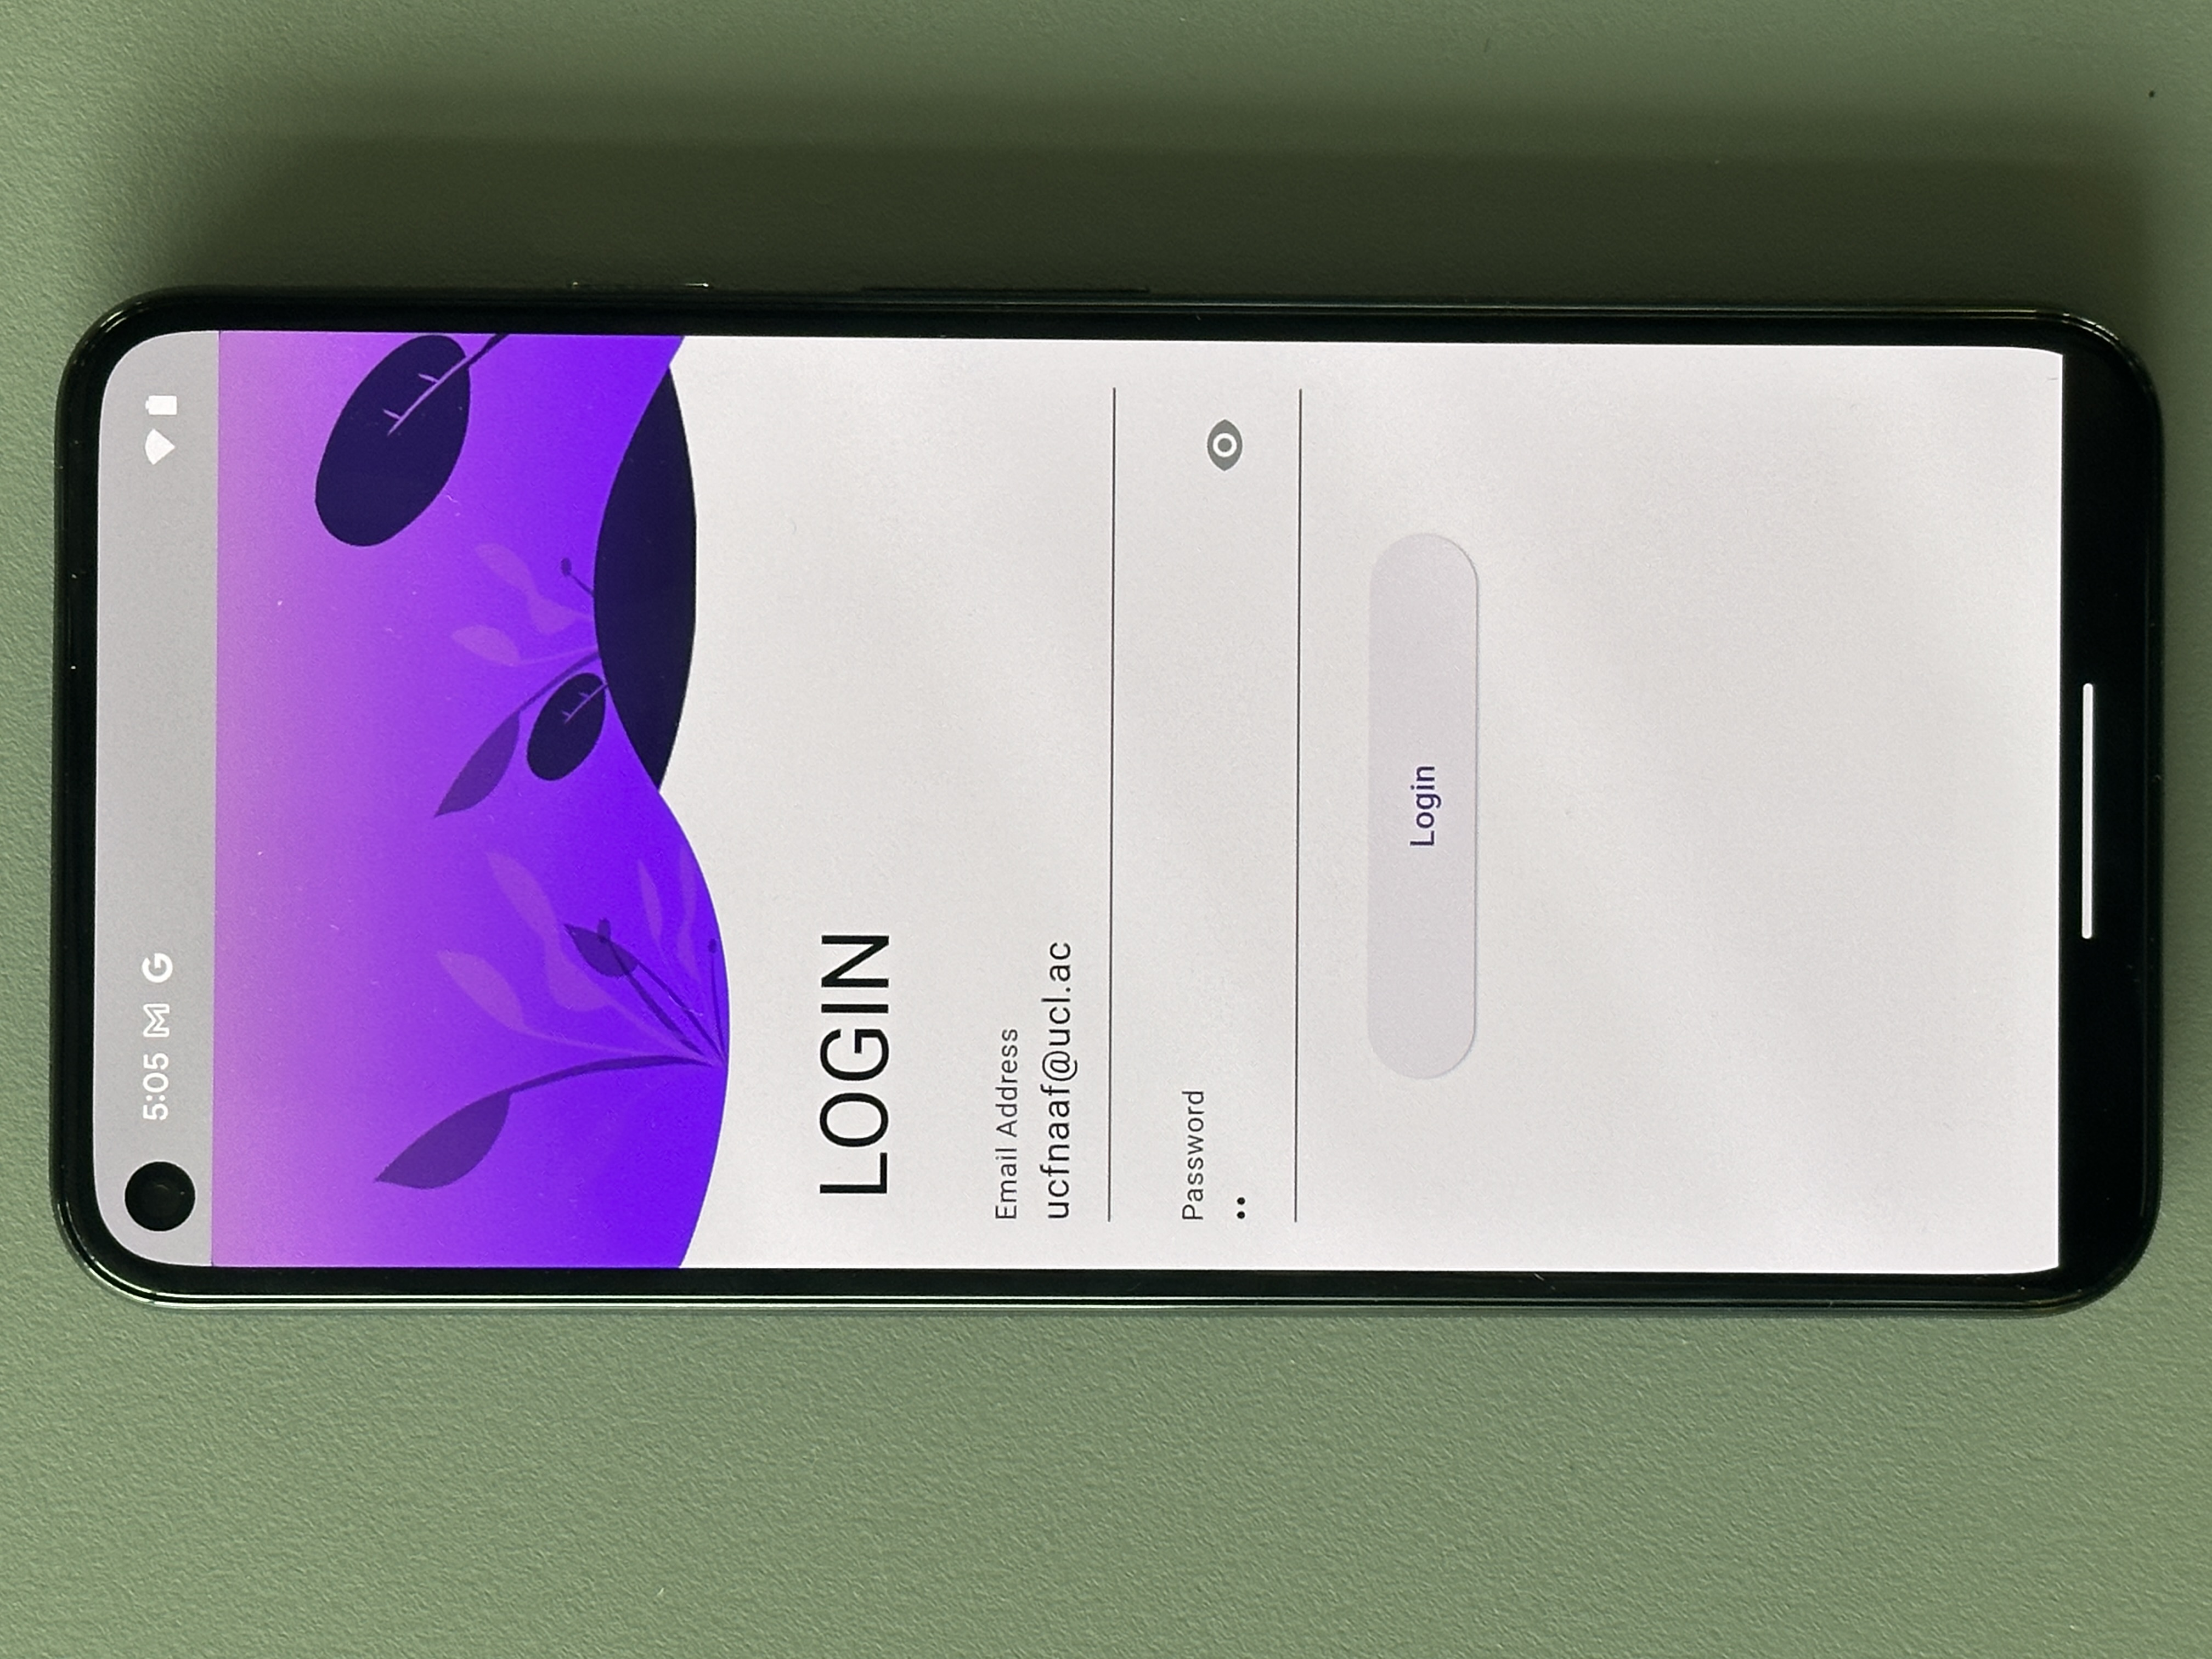 5:05 M G
LOGIN
Email Address
ucfnaaf@ucl.ac
Password
••
Login